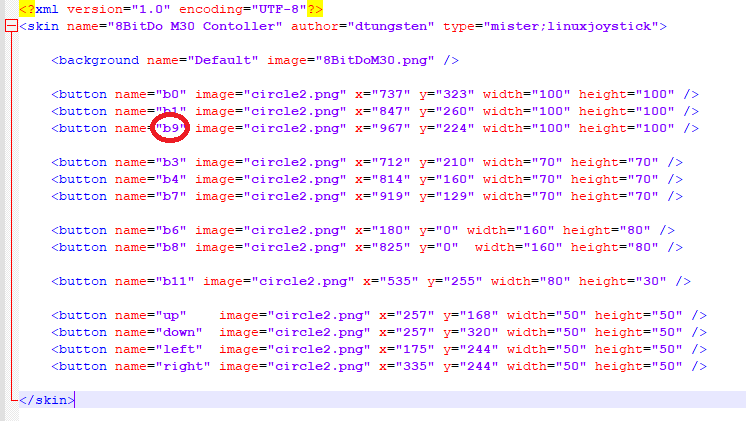 <?xml version="1.0" encoding="UTF-8"?>
<skin name="8BitDo M30 Contoller" author="dtungsten" type="mister;linuxjoystick">
<background name="Default" image="8BitDoM30.png" />
<button name="b0" image="circle2.png" x="737" y="323" width="100" height="100" />
<button name="b1" image="circle2.png" x="847" y="260" width="100" height="100" />
<button name="b9" image="circle2.png" x="967" y="224" width="100" height="100" />
<button name="b3" image="circle2.png" x="712" y="210" width="70" height="70" />
<button name="b4" image="circle2.png" x="814" y="160" width="70" height="70" />
<button name="b7" image="circle2.png" x="919" y="129" width="70" height="70" />
<button name="b6" image="circle2.png" x="180" y="0" width="160" height="80" />
<button name="b8" image="circle2.png" x="825" y="0"  width="160" height="80" />
<button name="b11" image="circle2.png" x="535" y="255" width="80" height="30" />
<button name="up"    image="circle2.png" x="257" y="168" width="50" height="50" />
<button name="down"  image="circle2.png" x="257" y="320" width="50" height="50" />
<button name="left"  image="circle2.png" x="175" y="244" width="50" height="50" />
<button name="right" image="circle2.png" x="335" y="244" width="50" height="50" />
</skin>